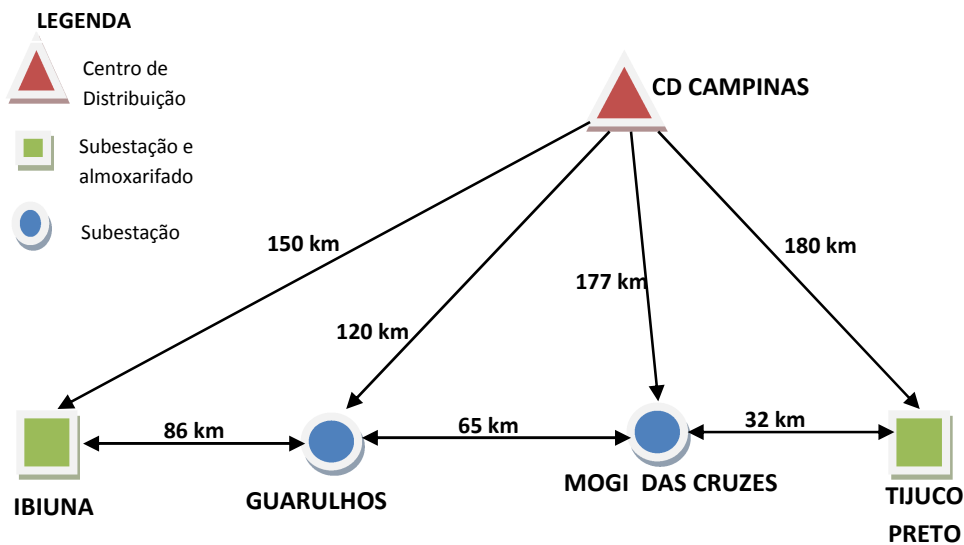 LEGENDA
Centro de
Distribuição
Subestação e
almoxarifado
Subestação
CD CAMPINAS
150 km
120 km
177 km
180 km
86 km
65 km
32 km
IBIUNA
GUARULHOS
MOGI DAS CRUZES
TIJUCO
PRETO